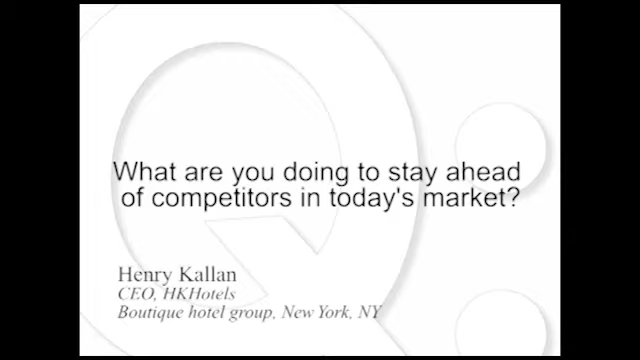 What are you doing to stay ahead
of competitors in today's market?
Henry Kallan
CEO, HKHotels
Boutique hotel group, New York, NY